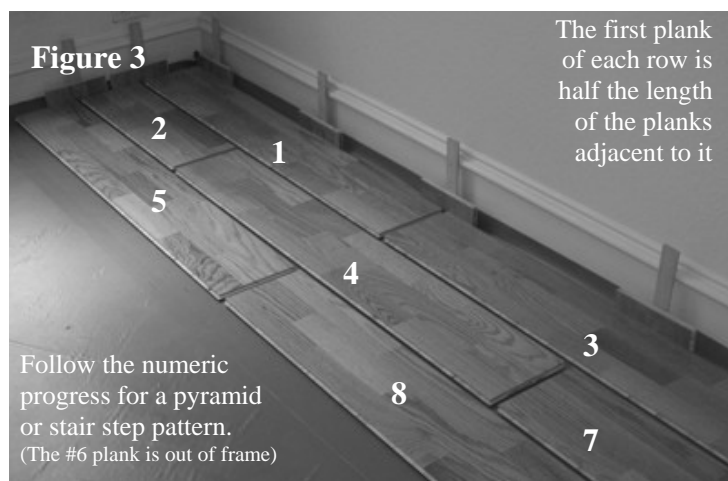 Figure 3
The first plank
of each row is
half the length
of the planks
adjacent to it
2
1
5
4
3
8
7
Follow the numeric
progress for a pyramid
or stair step pattern.
(The #6 plank is out of frame)